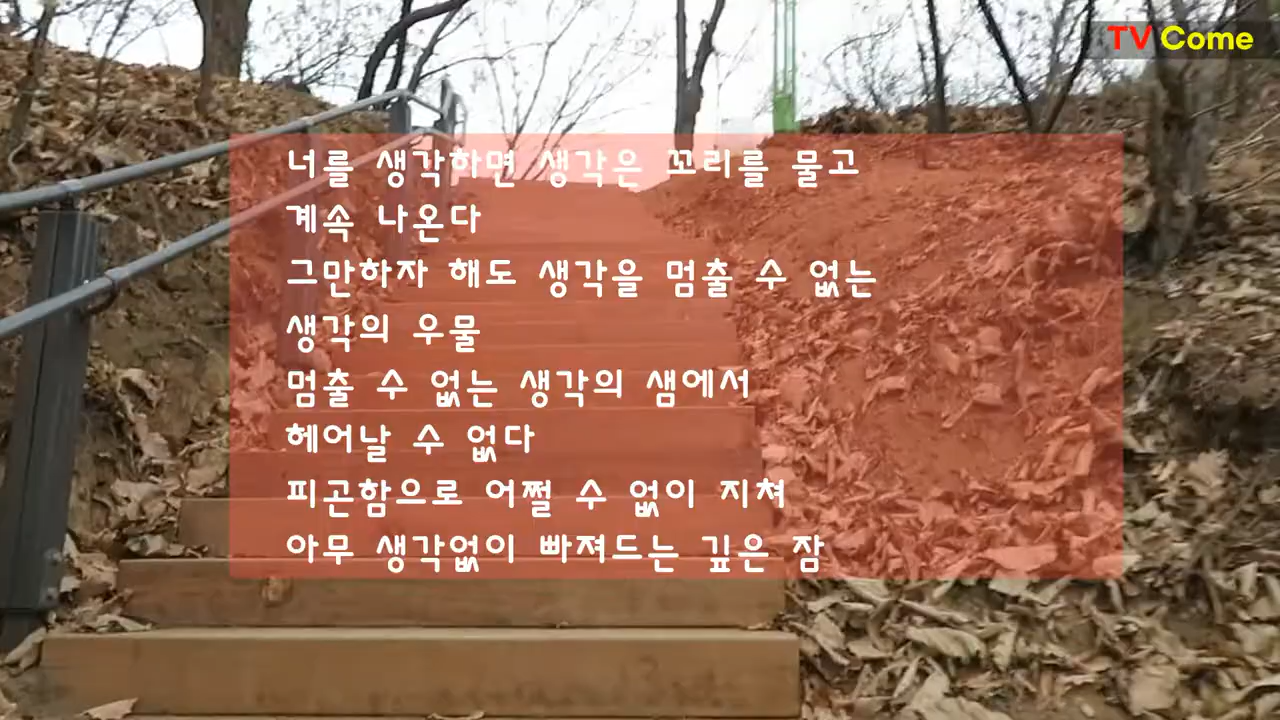 TV Come
너를 생각하면 생각은 꼬리를 물고
계속 나온다
그만하자 해도 생각을 멈출 수 없는
생각의 우물
멈출 수 없는 생각의 샘에서
헤어날 수 없다
피곤함으로 어쩔 수 없이 지쳐
아무 생각없이 빠져드는 깊은 잠